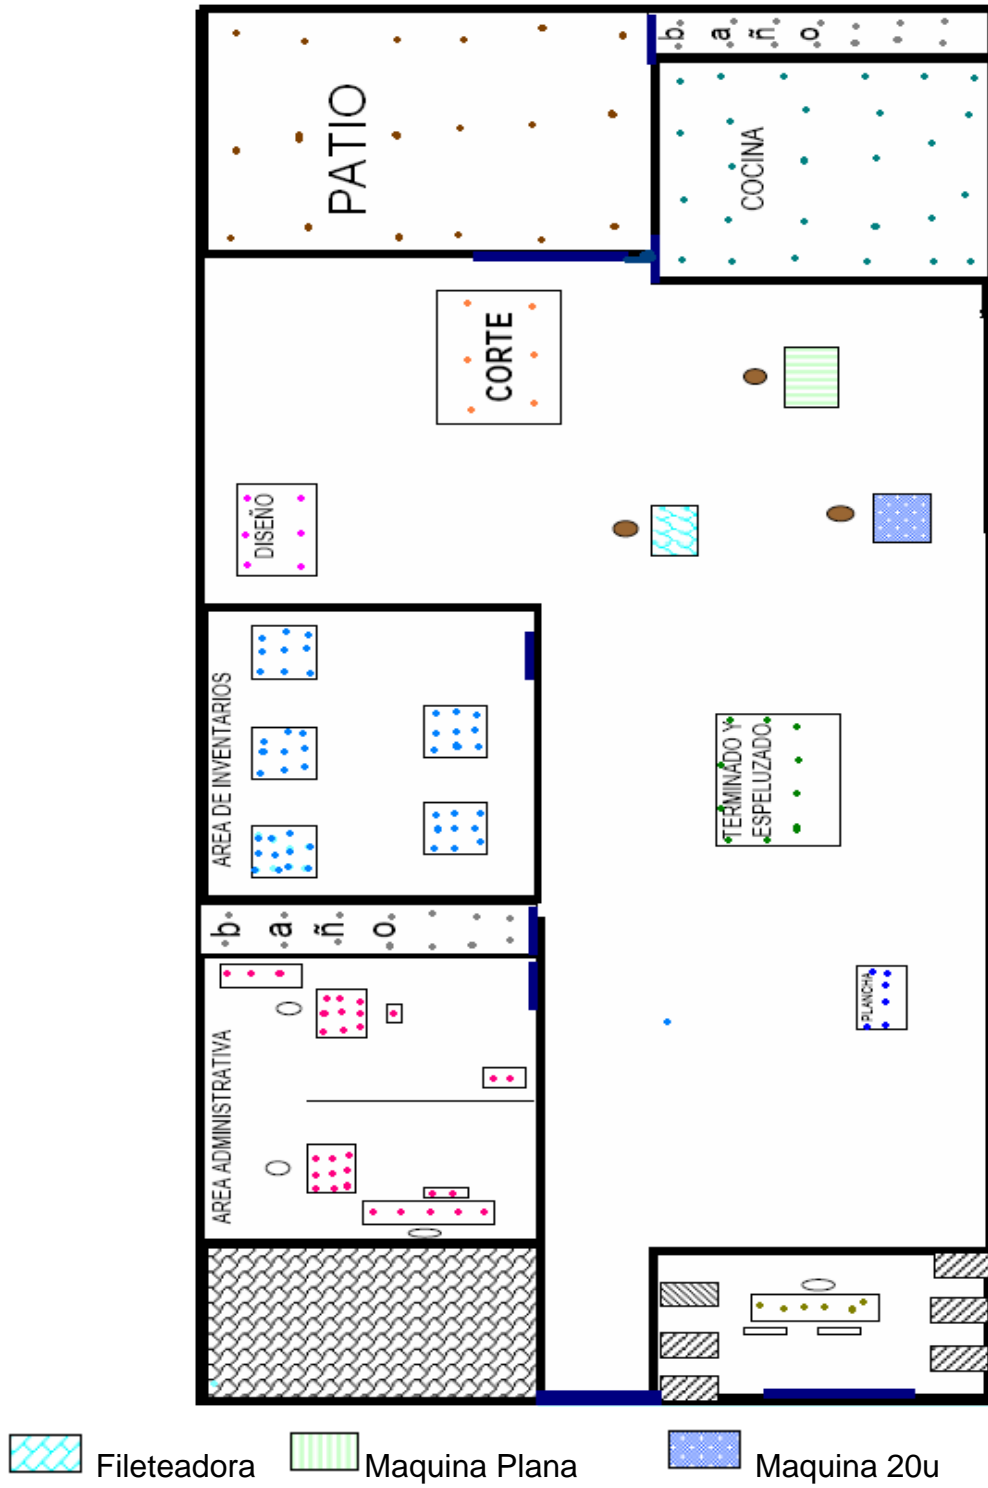 b a ñ o
PATIO
COCINA
CORTE
DISEÑO
AREA DE INVENTARIOS
TERMINADO Y
ESPELUZADO
b a ñ o
PLANCHA
AREA ADMINISTRATIVA
Fileteadora
Maquina Plana
Maquina 20u